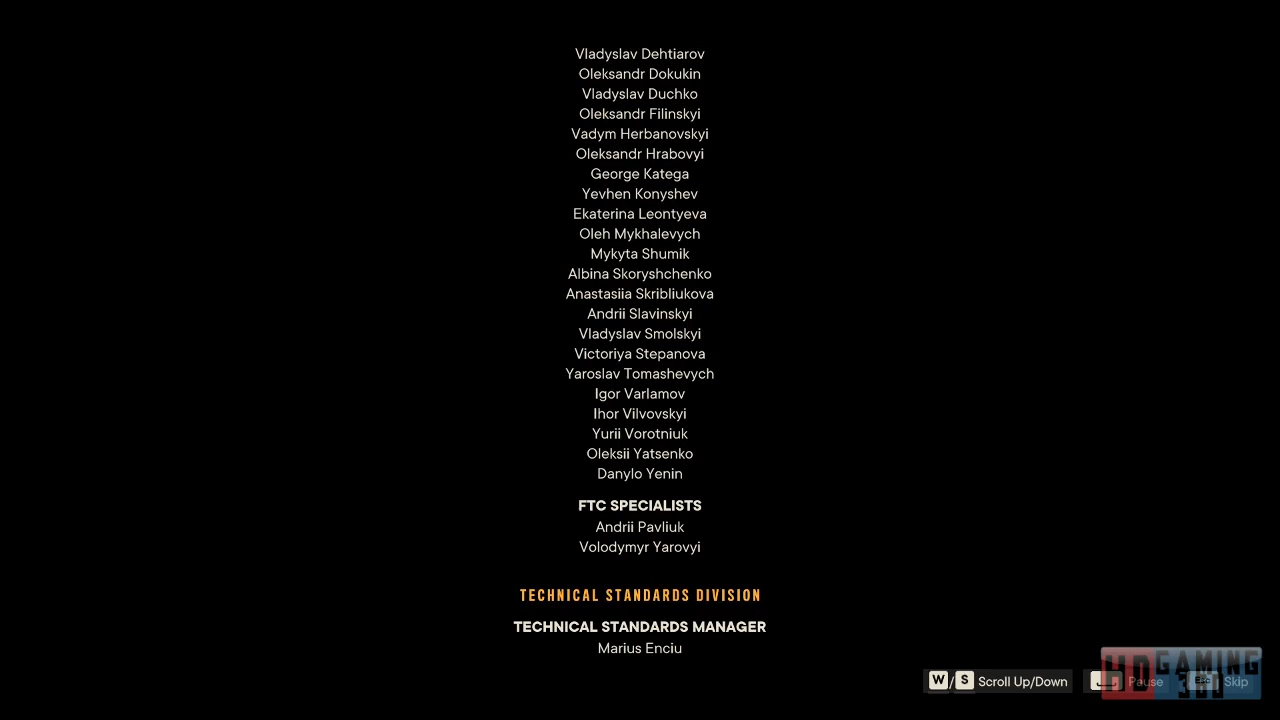 Vladyslav Dehtiarov
Oleksandr Dokukin
Vladyslav Duchko
Oleksandr Filinskyi
Vadym Herbanovskyi
Oleksandr Hrabovyi
George Katega
Yevhen Konyshev
Ekaterina Leontyeva
Oleh Mykhalevych
Mykyta Shumik
Albina Skoryshchenko
Anastasiia Skribliukova
Andrii Slavinskyi
Vladyslav Smolskyi
Victoriya Stepanova
Yaroslav Tomashevych
Igor Varlamov
Ihor Vilvovskyi
Yurii Vorotniuk
Oleksii Yatsenko
Danylo Yenin
FTC SPECIALISTS
Andrii Pavliuk
Volodymyr Yarovyi
TECHNICAL STANDARDS DIVISION
TECHNICAL STANDARDS MANAGER
Marius Enciu
W/S Scroll Up/Down Pause Esc Skip
HD GAMING